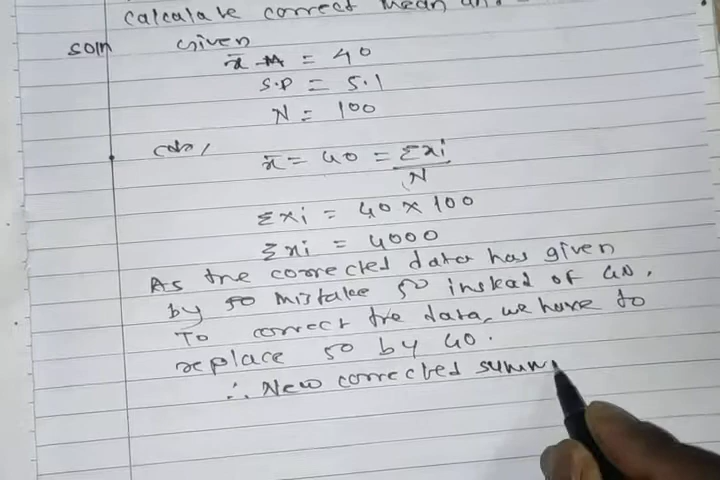 calculate correct mean and
soln Given
x̄ = 40
S.D = 5.1
N = 100
x̄ = 40 = Σxi
N
Σxi = 40 × 100
Σxi = 4000
As the corrected data has given
by mistake 50 instead of 40.
To correct the data, we have to
replace 50 by 40.
∴ New corrected summ